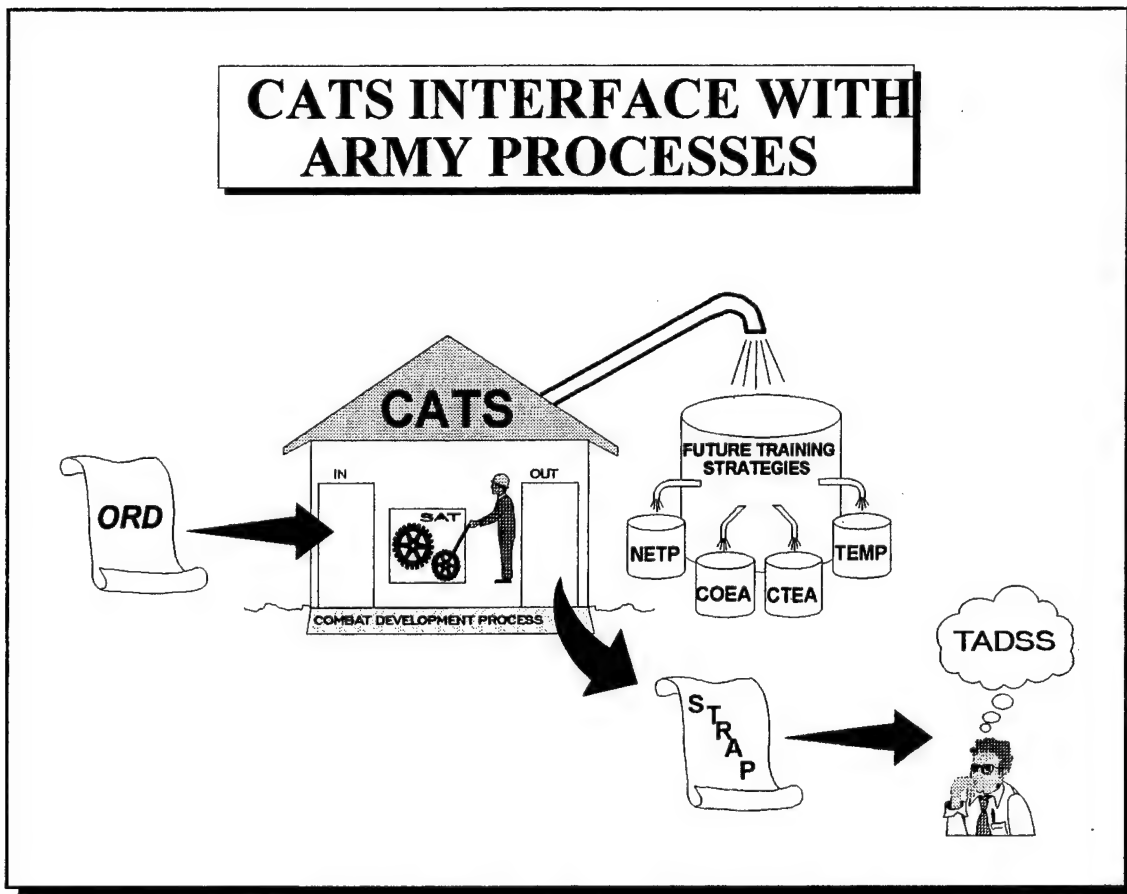 CATS INTERFACE WITH
ARMY PROCESSES
CATS
FUTURE TRAINING
STRATEGIES
IN
OUT
ORD
SAT
NETP
TEMP
COEA
CTEA
COMBAT DEVELOPMENT PROCESS
TADSS
STRAP